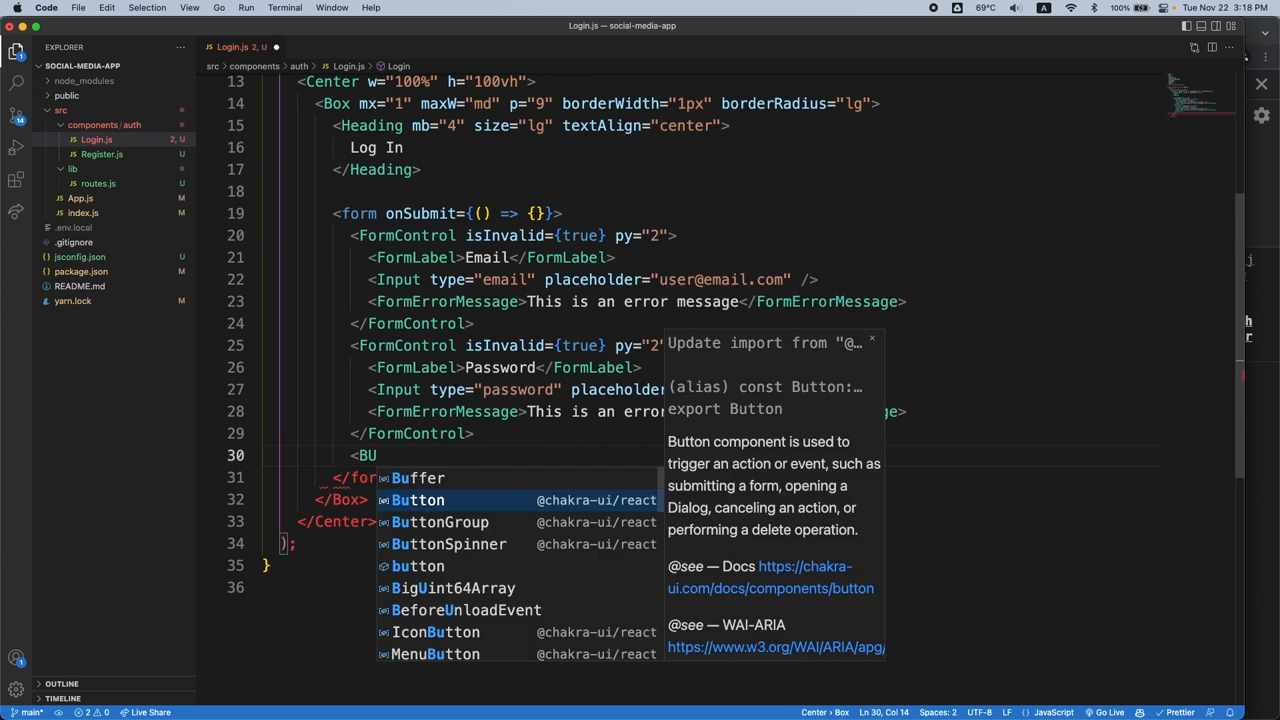 Code File Edit Selection View Go Run Terminal Window Help 69°C A 100% Tue Nov 22 3:18 PM
Login.js — social-media-app
EXPLORER
Login.js 2, U
SOCIAL-MEDIA-APP
node_modules
public
src
components / auth
Login.js 2, U
Register.js U
lib
routes.js U
App.js M
index.js M
.env.local
.gitignore
jsconfig.json U
package.json M
README.md
yarn.lock M
OUTLINE
TIMELINE
src > components > auth > Login.js > Login
13 <Center w="100%" h="100vh">
14 <Box mx="1" maxW="md" p="9" borderWidth="1px" borderRadius="lg">
15 <Heading mb="4" size="lg" textAlign="center">
16 Log In
17 </Heading>
18
19 <form onSubmit={() => {}}>
20 <FormControl isInvalid={true} py="2">
21 <FormLabel>Email</FormLabel>
22 <Input type="email" placeholder="user@email.com" />
23 <FormErrorMessage>This is an error message</FormErrorMessage>
24 </FormControl>
25 <FormControl isInvalid={true} py="2"
26 <FormLabel>Password</FormLabel>
27 <Input type="password" placeholder=
28 <FormErrorMessage>This is an error ge>
29 </FormControl>
30 <BU
31 </for
32 </Box>
33 </Center>
34 );
35 }
36
Buffer
Button @chakra-ui/react
ButtonGroup @chakra-ui/react
ButtonSpinner @chakra-ui/react
button
BigUint64Array
BeforeUnloadEvent
IconButton @chakra-ui/react
MenuButton @chakra-ui/react
Update import from "@…
(alias) const Button:…
export Button
Button component is used to
trigger an action or event, such as
submitting a form, opening a
Dialog, canceling an action, or
performing a delete operation.
@see — Docs https://chakra-
ui.com/docs/components/button
@see — WAI-ARIA
https://www.w3.org/WAI/ARIA/apg/
main* 2 0 Live Share Center > Box Ln 30, Col 14 Spaces: 2 UTF-8 LF { } JavaScript Go Live Prettier